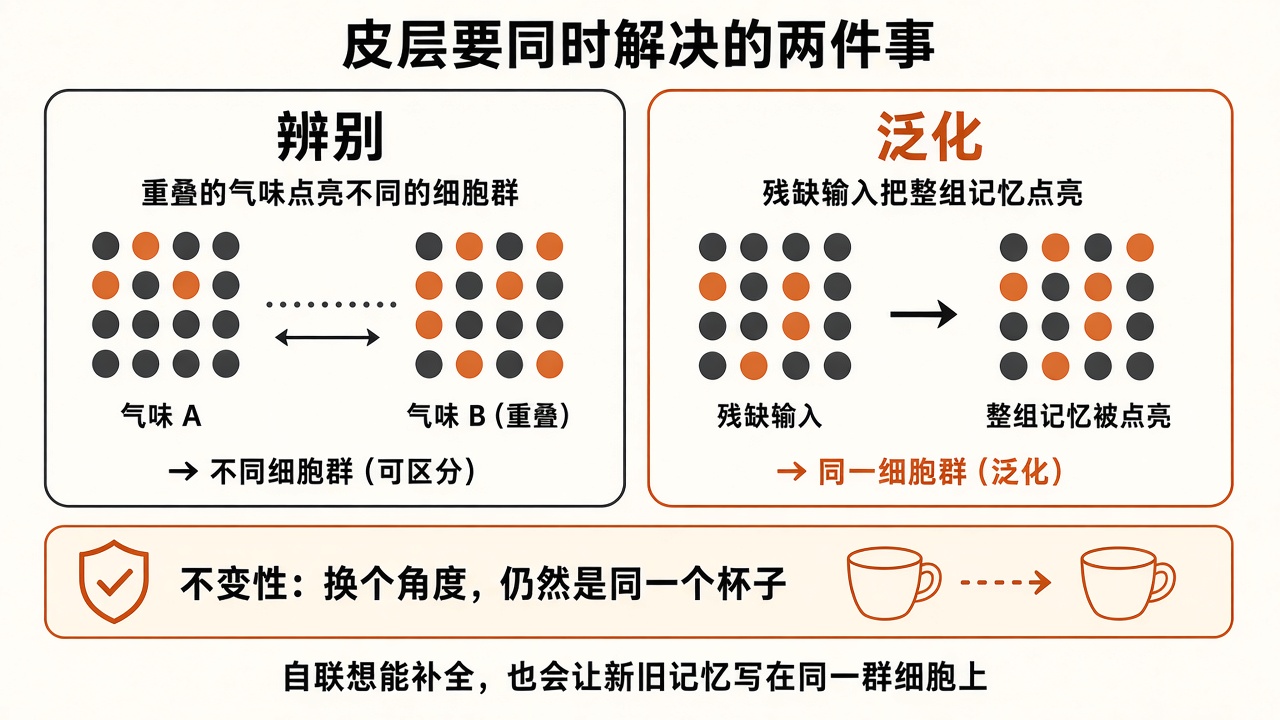 皮层要同时解决的两件事
辨别
重叠的气味点亮不同的细胞群
气味 A
气味 B（重叠）
→ 不同细胞群（可区分）
泛化
残缺输入把整组记忆点亮
残缺输入
整组记忆被点亮
→ 同一细胞群（泛化）
不变性：换个角度，仍然是同一个杯子
自联想能补全，也会让新旧记忆写在同一群细胞上